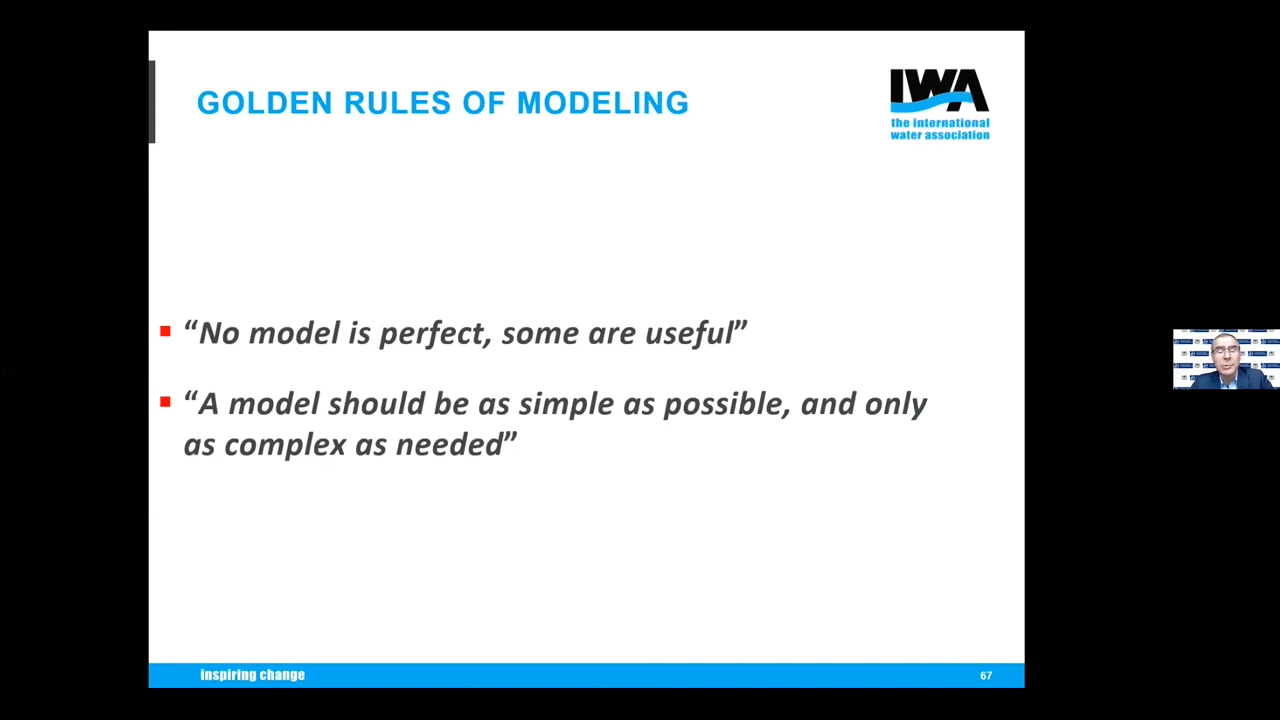 GOLDEN RULES OF MODELING
IWA
the international
water association
“No model is perfect, some are useful”
“A model should be as simple as possible, and only
as complex as needed”
inspiring change
67